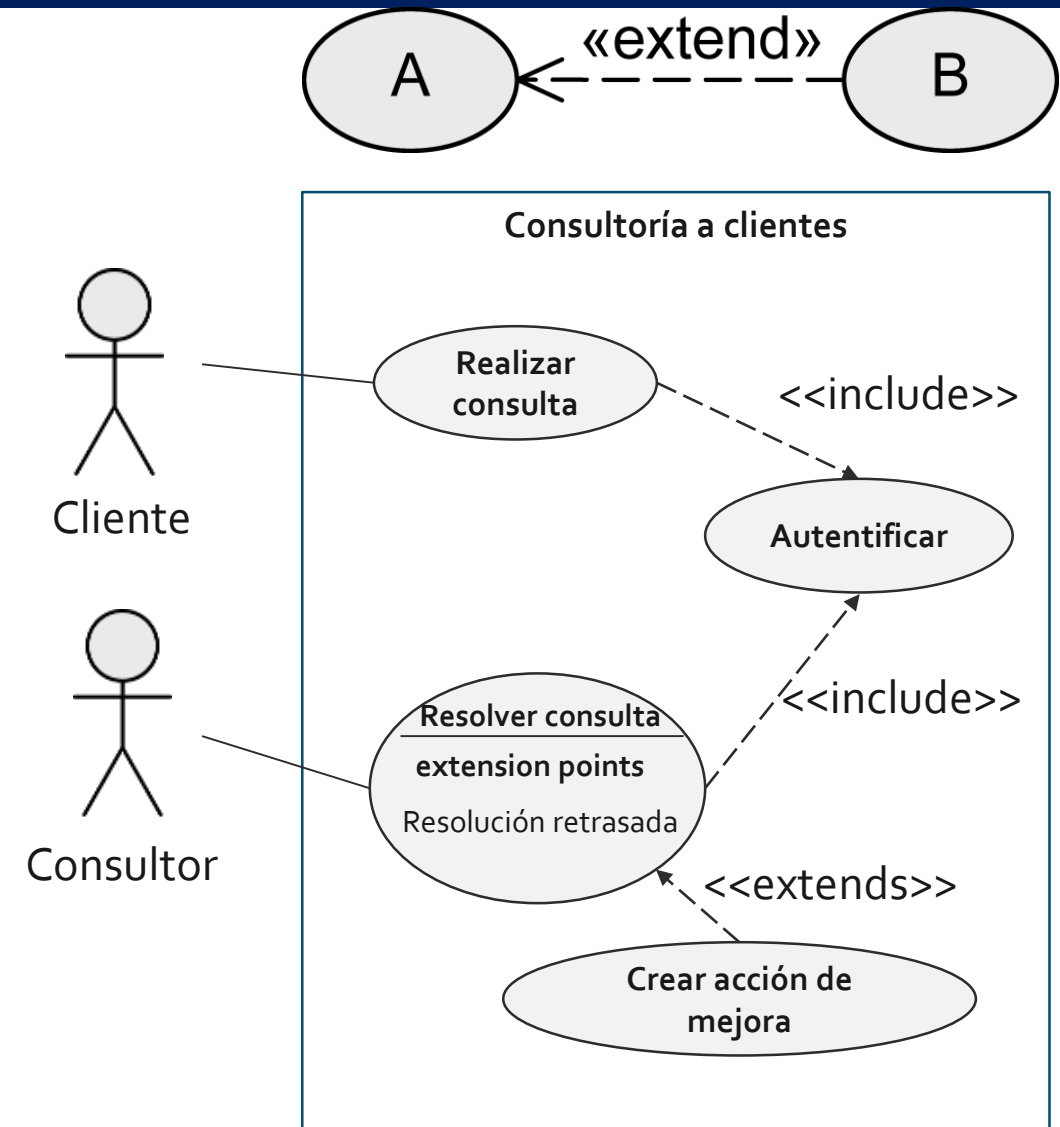 A
«extend»
B
Consultoría a clientes
Realizar
consulta
<<include>>
Cliente
Autentificar
Resolver consulta
extension points
Resolución retrasada
<<include>>
Consultor
<<extends>>
Crear acción de
mejora